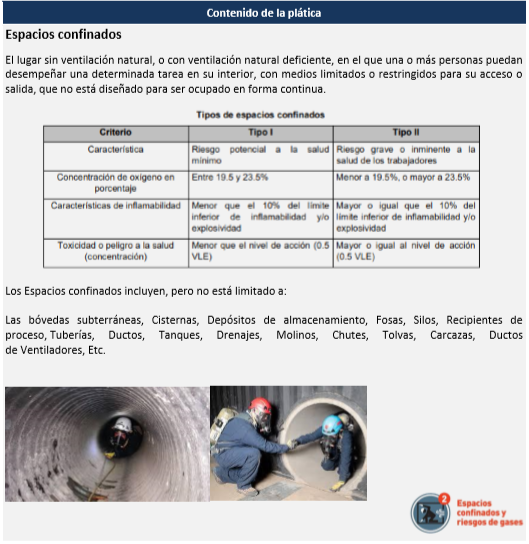 Contenido de la plática
Espacios confinados
El lugar sin ventilación natural, o con ventilación natural deficiente, en el que una o más personas puedan
desempeñar una determinada tarea en su interior, con medios limitados o restringidos para su acceso o
salida, que no está diseñado para ser ocupado en forma continua.
Tipos de espacios confinados
Criterio Tipo I Tipo II
Característica Riesgo potencial a la salud Riesgo grave o inminente a la
mínimo salud de los trabajadores
Concentración de oxígeno en Entre 19.5 y 23.5% Menor a 19.5%, o mayor a 23.5%
porcentaje
Características de inflamabilidad Menor que el 10% del límite Mayor o igual que el 10% del
inferior de inflamabilidad y/o límite inferior de inflamabilidad y/o
explosividad explosividad
Toxicidad o peligro a la salud Menor que el nivel de acción (0.5 Mayor o igual al nivel de acción
(concentración) VLE) (0.5 VLE)
Los Espacios confinados incluyen, pero no está limitado a:
Las bóvedas subterráneas, Cisternas, Depósitos de almacenamiento, Fosas, Silos, Recipientes de
proceso, Tuberías, Ductos, Tanques, Drenajes, Molinos, Chutes, Tolvas, Carcazas, Ductos
de Ventiladores, Etc.
2
Espacios
confinados y
riesgos de gases